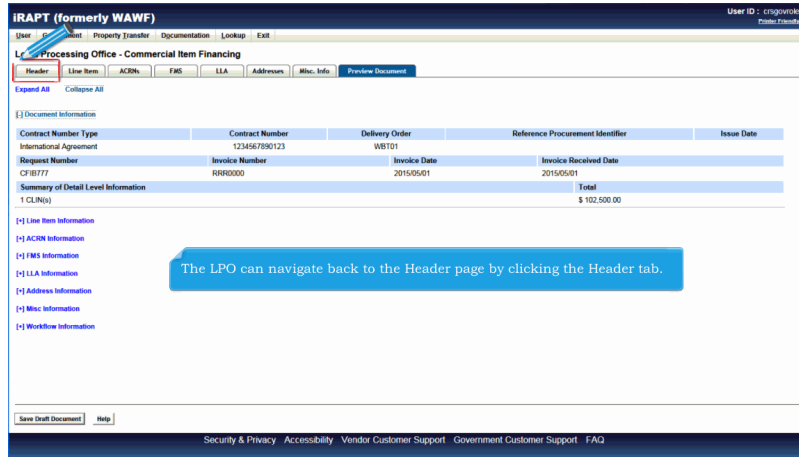 iRAPT (formerly WAWF)
User ID : crsgovrole
Printer Friendly
User Property Transfer Documentation Lookup Exit
Processing Office - Commercial Item Financing
Header Line Item ACRNs FMS LLA Addresses Misc. Info Preview Document
Expand All Collapse All
[-] Document Information
Contract Number Type Contract Number Delivery Order Reference Procurement Identifier Issue Date
International Agreement 1234567890123 WBT01
Request Number Invoice Number Invoice Date Invoice Received Date
CFIB777 RRR0000 2015/05/01 2015/05/01
Summary of Detail Level Information Total
1 CLIN(s) $ 102,500.00
[+] Line Item Information
[+] ACRN Information
[+] FMS Information
[+] LLA Information
[+] Address Information
[+] Misc Information
[+] Workflow Information
The LPO can navigate back to the Header page by clicking the Header tab.
Save Draft Document Help
Security & Privacy Accessibility Vendor Customer Support Government Customer Support FAQ